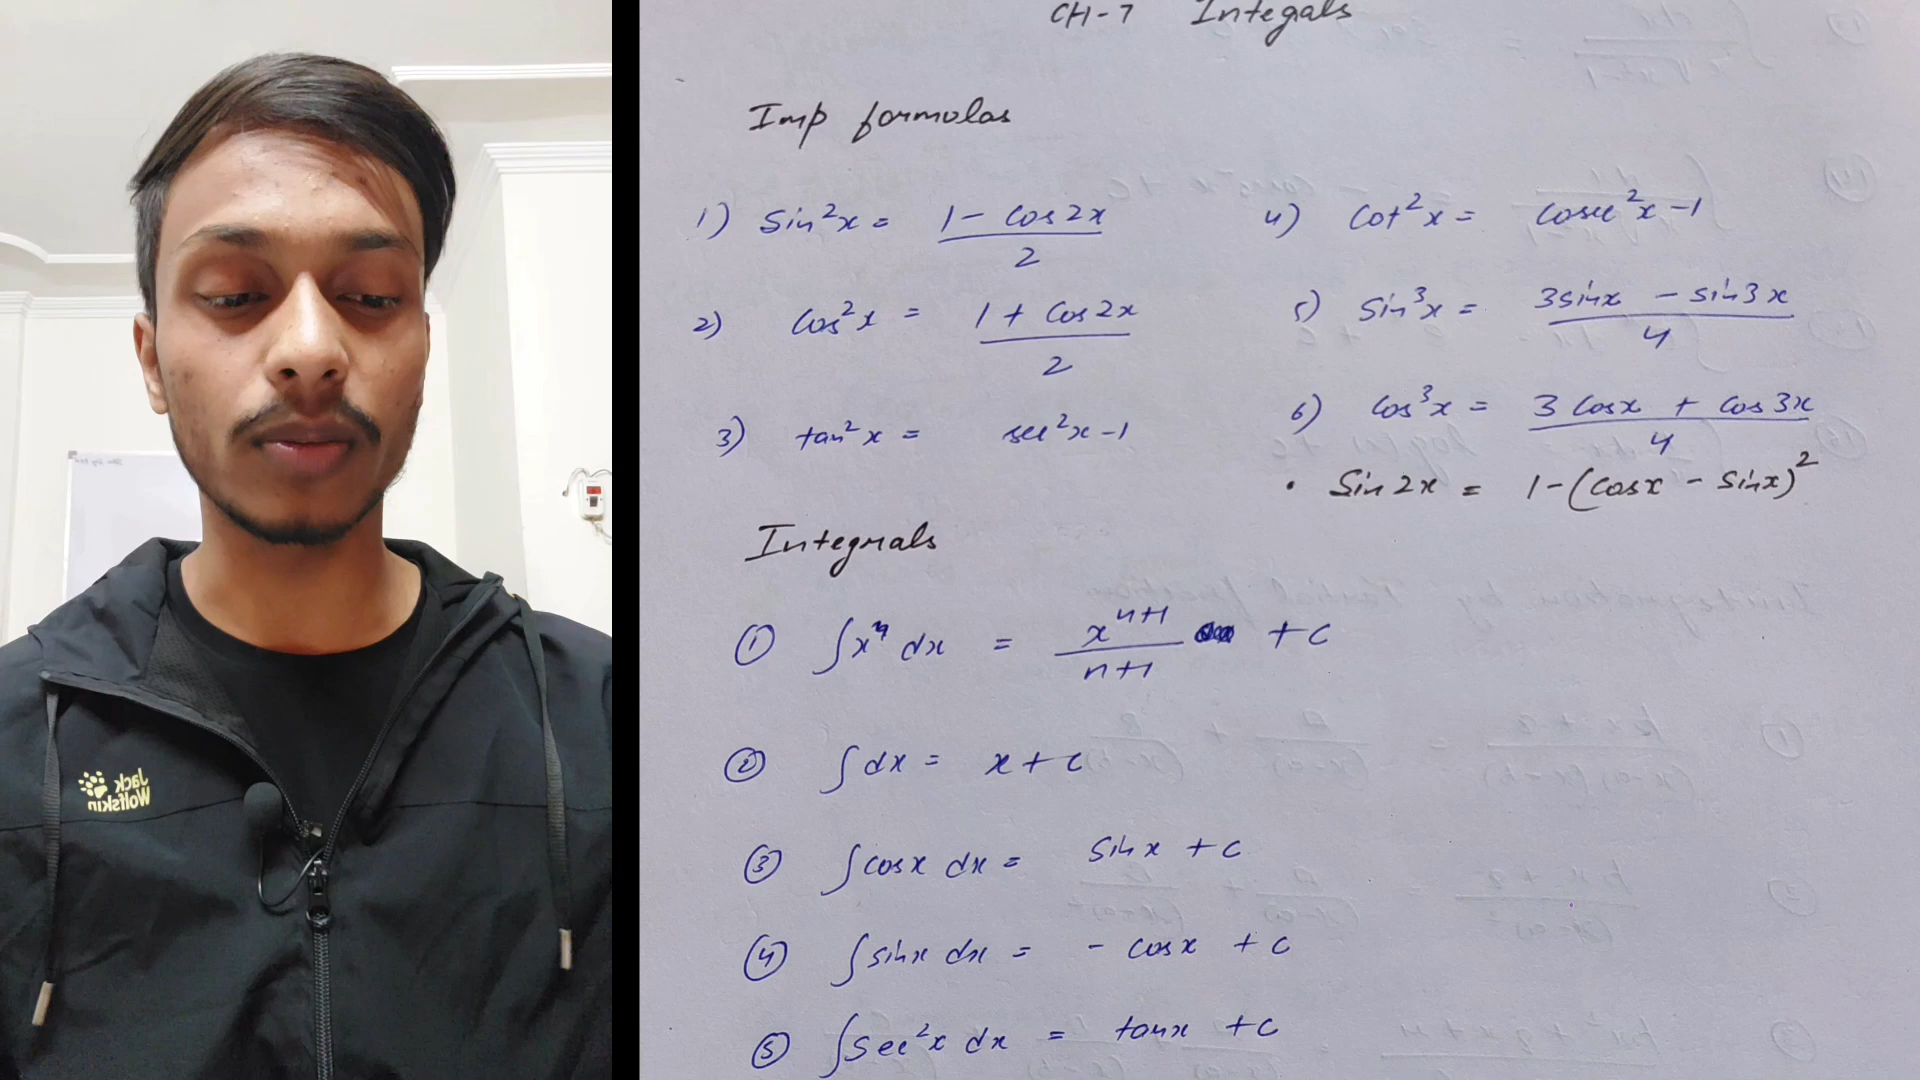 CH-7 Integals
Imp formulas
1) Sin²x = (1 - Cos2x)/2
2) Cos²x = (1 + Cos2x)/2
3) tan²x = sec²x - 1
4) Cot²x = Cosec²x - 1
5) Sin³x = (3sinx - sin3x)/4
6) Cos³x = (3 Cosx + Cos3x)/4
• Sin2x = 1-(Cosx - Sinx)²
Integrals
① ∫xⁿ dx = xⁿ⁺¹/(n+1) + C
② ∫dx = x + C
③ ∫cosx dx = Sinx + C
④ ∫sinx dx = - Cosx + C
⑤ ∫Sec²x dx = tanx + C
Jack
Wolfskin